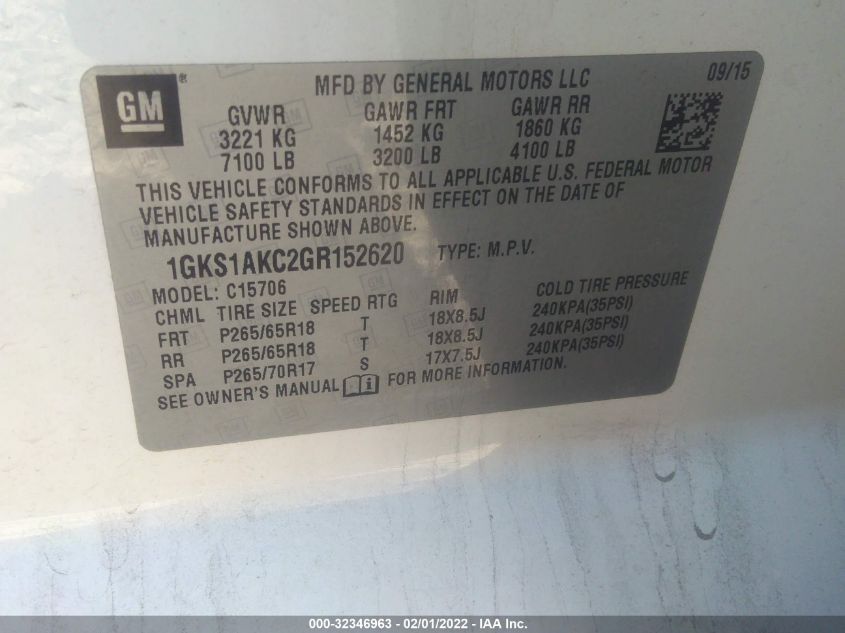 GM ®
MFD BY GENERAL MOTORS LLC 09/15
GVWR GAWR FRT GAWR RR
3221 KG 1452 KG 1860 KG
7100 LB 3200 LB 4100 LB
THIS VEHICLE CONFORMS TO ALL APPLICABLE U.S. FEDERAL MOTOR
VEHICLE SAFETY STANDARDS IN EFFECT ON THE DATE OF
MANUFACTURE SHOWN ABOVE.
1GKS1AKC2GR152620 TYPE: M.P.V.
MODEL: C15706
CHML TIRE SIZE SPEED RTG RIM COLD TIRE PRESSURE
FRT P265/65R18 T 18X8.5J 240KPA(35PSI)
RR P265/65R18 T 18X8.5J 240KPA(35PSI)
SPA P265/70R17 S 17X7.5J 240KPA(35PSI)
SEE OWNER'S MANUAL FOR MORE INFORMATION.
000-32346963 - 02/01/2022 - IAA Inc.